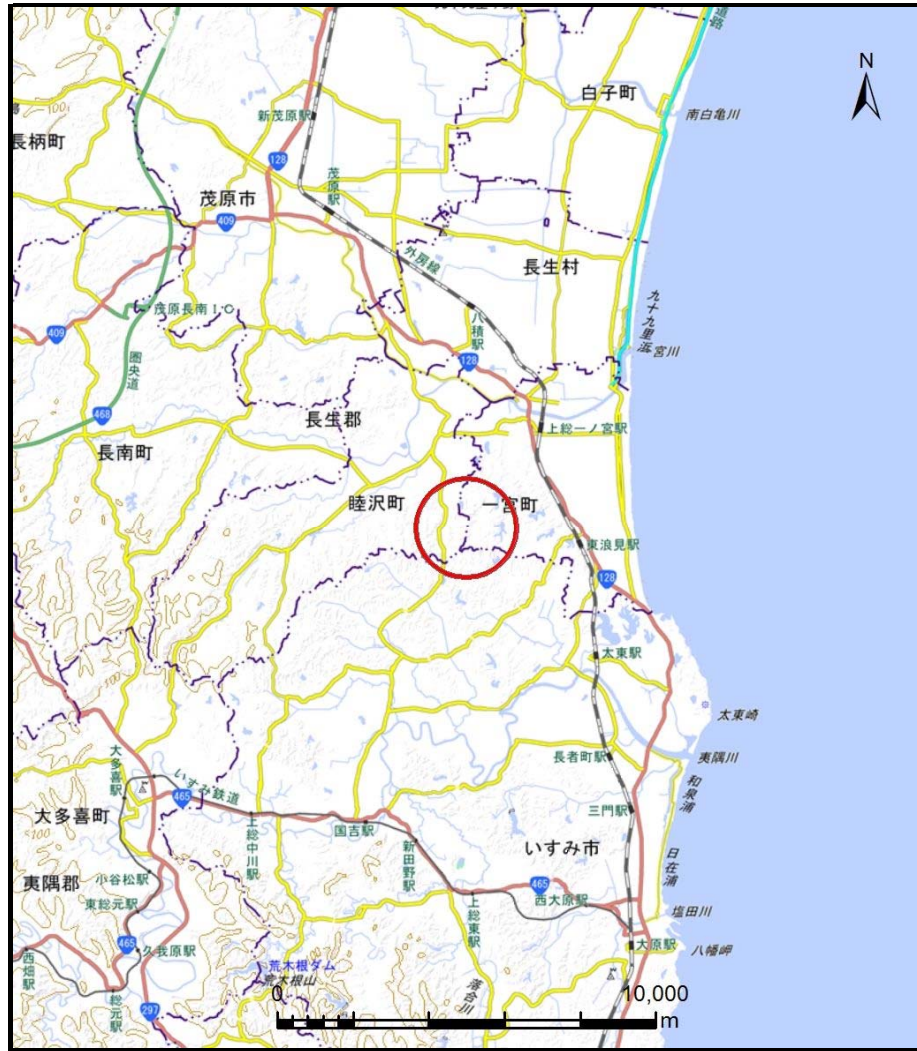 道路
N
白子町
南白亀川
新茂原駅
100
長柄町
128
茂原駅
茂原市
409
外房線
長生村
茂原長南IC
九十九里浜
宮川
八積駅
409
128
圏央道
長生郡
468
上総一ノ宮駅
長南町
睦沢町
一宮町
東浪見駅
128
太東駅
100
太東崎
長者町駅
夷隅川
大多喜駅
いすみ鉄道
和泉浦
465
三門駅
大多喜町
上総中川駅
国吉駅
100
新田野駅
いすみ市
日在浦
夷隅郡
小谷松駅
465
西大原駅
東総元駅
上総東駅
塩田川
465
久我原駅
大原駅
八幡岬
西畑駅
荒木根ダム
荒木根山
総元駅
落合川
297
0
10,000
m